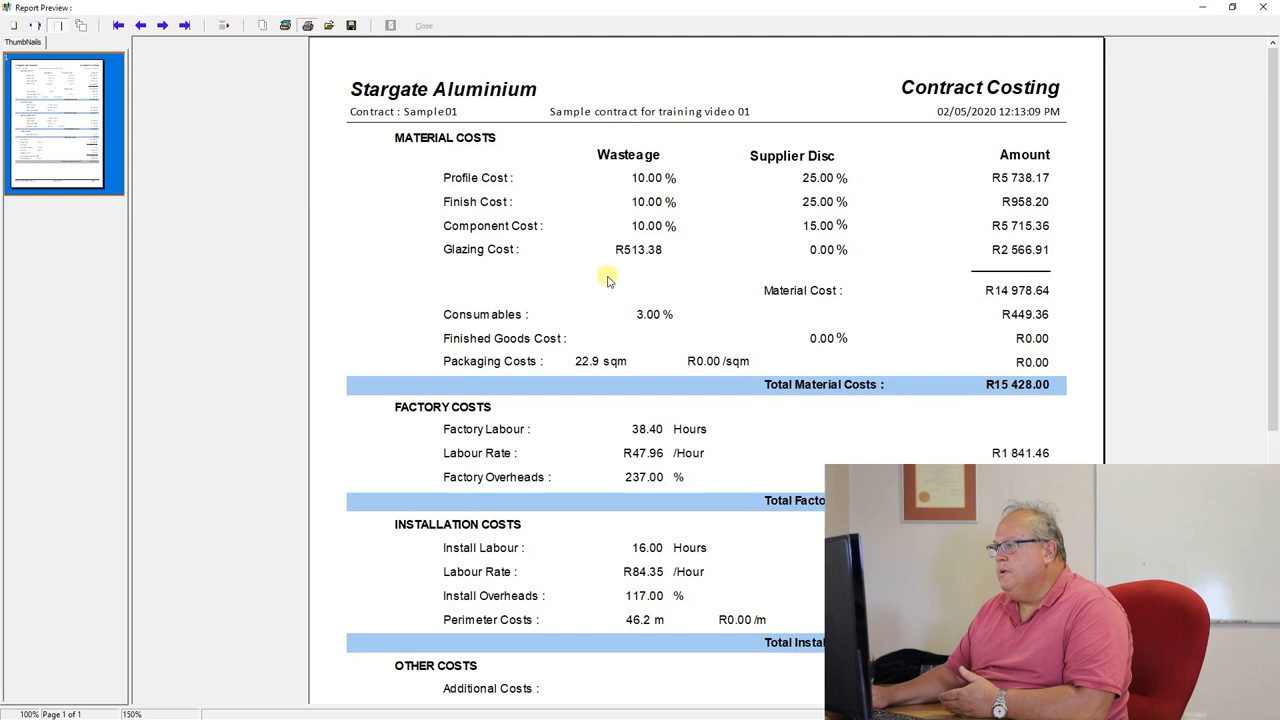 Report Preview :
Close
ThumbNails
1
Stargate Aluminium Contract Costing
Contract : Sample01 Sample contract for training video 01 02/05/2020 12:13:09 PM
MATERIAL COSTS
Wasteage Supplier Disc Amount
Profile Cost : 10.00 % 25.00 % R5 738.17
Finish Cost : 10.00 % 25.00 % R958.20
Component Cost : 10.00 % 15.00 % R5 715.36
Glazing Cost : R513.38 0.00 % R2 566.91
Material Cost : R14 978.64
Consumables : 3.00 % R449.36
Finished Goods Cost : 0.00 % R0.00
Packaging Costs : 22.9 sqm R0.00 /sqm R0.00
Total Material Costs : R15 428.00
FACTORY COSTS
Factory Labour : 38.40 Hours
Labour Rate : R47.96 /Hour R1 841.46
Factory Overheads : 237.00 %
Total Facto
INSTALLATION COSTS
Install Labour : 16.00 Hours
Labour Rate : R84.35 /Hour
Install Overheads : 117.00 %
Perimeter Costs : 46.2 m R0.00 /m
Total Insta
OTHER COSTS
Additional Costs :
100% Page 1 of 1 150%